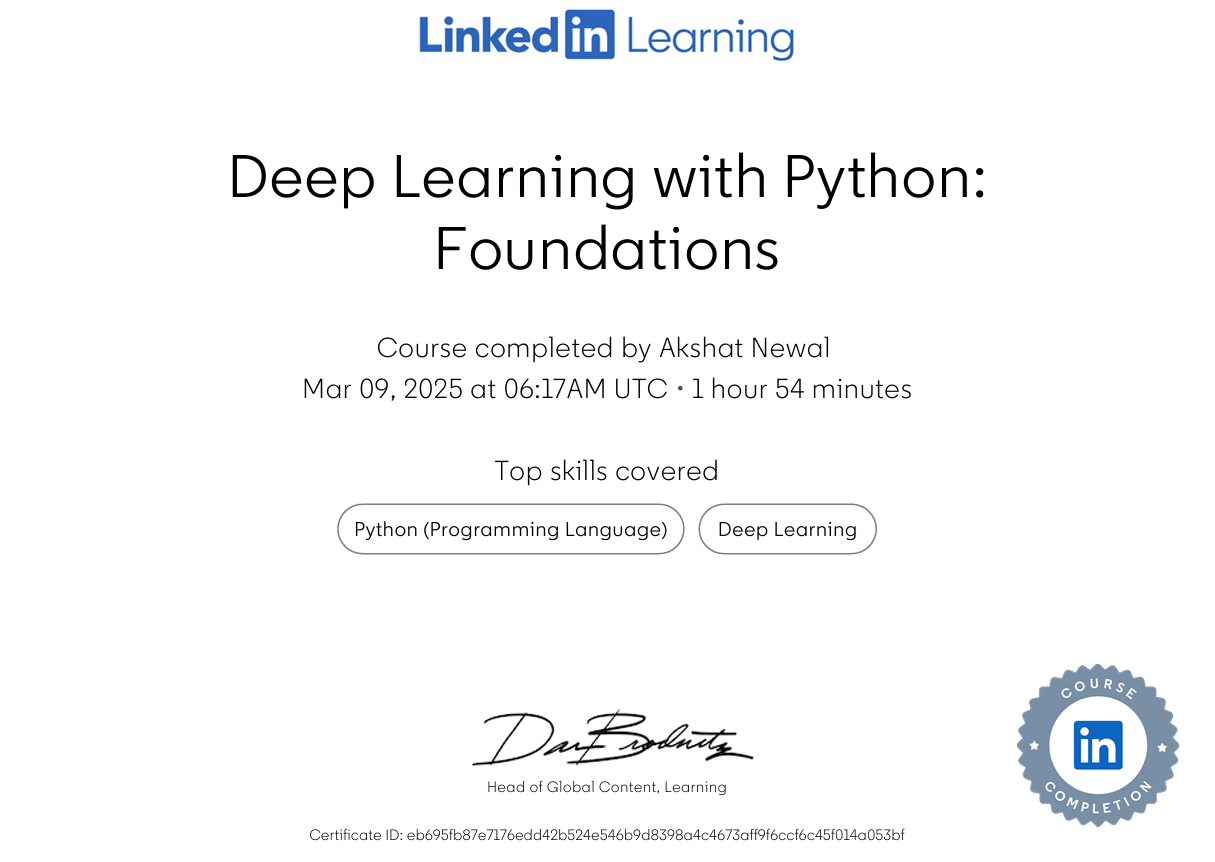 Linked in Learning
Deep Learning with Python:
Foundations
Course completed by Akshat Newal
Mar 09, 2025 at 06:17AM UTC • 1 hour 54 minutes
Top skills covered
Python (Programming Language) Deep Learning
Dan Brodnitz
Head of Global Content, Learning
COURSE
in
COMPLETION
Certificate ID: eb695fb87e7176edd42b524e546b9d8398a4c4673aff9f6ccf6c45f014a053bf